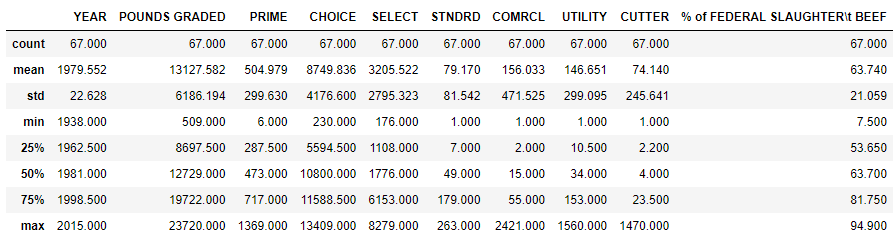 YEAR POUNDS GRADED PRIME CHOICE SELECT STNDRD COMRCL UTILITY CUTTER % of FEDERAL SLAUGHTER\t BEEF
count 67.000 67.000 67.000 67.000 67.000 67.000 67.000 67.000 67.000 67.000
mean 1979.552 13127.582 504.979 8749.836 3205.522 79.170 156.033 146.651 74.140 63.740
std 22.628 6186.194 299.630 4176.600 2795.323 81.542 471.525 299.095 245.641 21.059
min 1938.000 509.000 6.000 230.000 176.000 1.000 2.000 1.000 1.000 7.500
25% 1962.500 8697.500 287.500 5594.500 1108.000 7.000 2.000 10.500 2.200 53.650
50% 1981.000 12729.000 473.000 10800.000 1776.000 49.000 15.000 34.000 4.000 63.700
75% 1998.500 19722.000 717.000 11588.500 6153.000 179.000 55.000 153.000 23.500 81.750
max 2015.000 23720.000 1369.000 13409.000 8279.000 263.000 2421.000 1560.000 1470.000 94.900